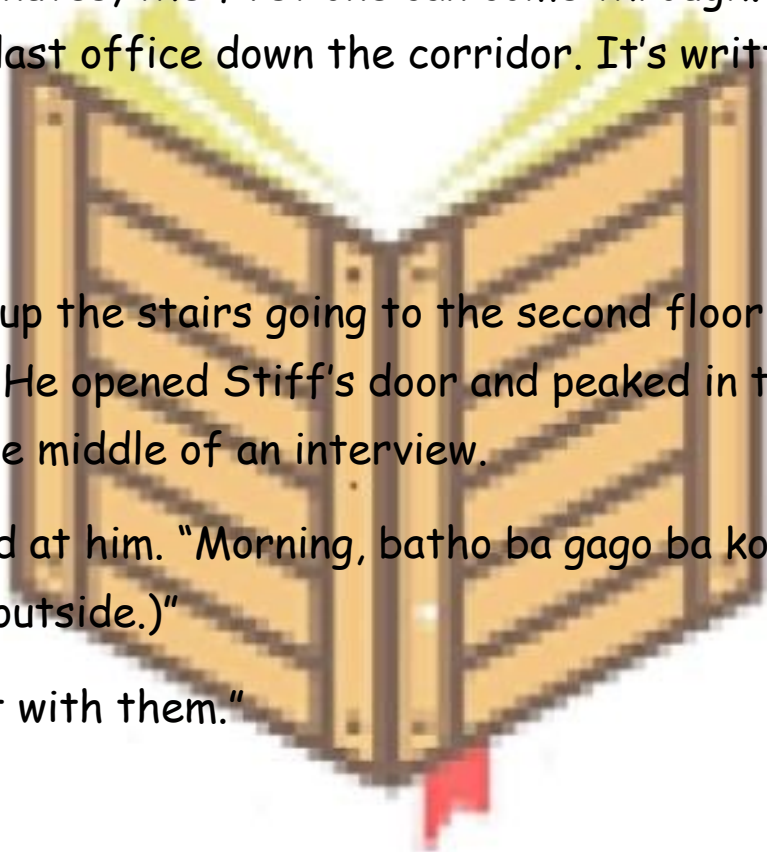 last office down the corridor. It's writt
up the stairs going to the second floor
He opened Stiff's door and peaked in t
e middle of an interview.
d at him. “Morning, batho ba gago ba ko
outside.)”
with them.”